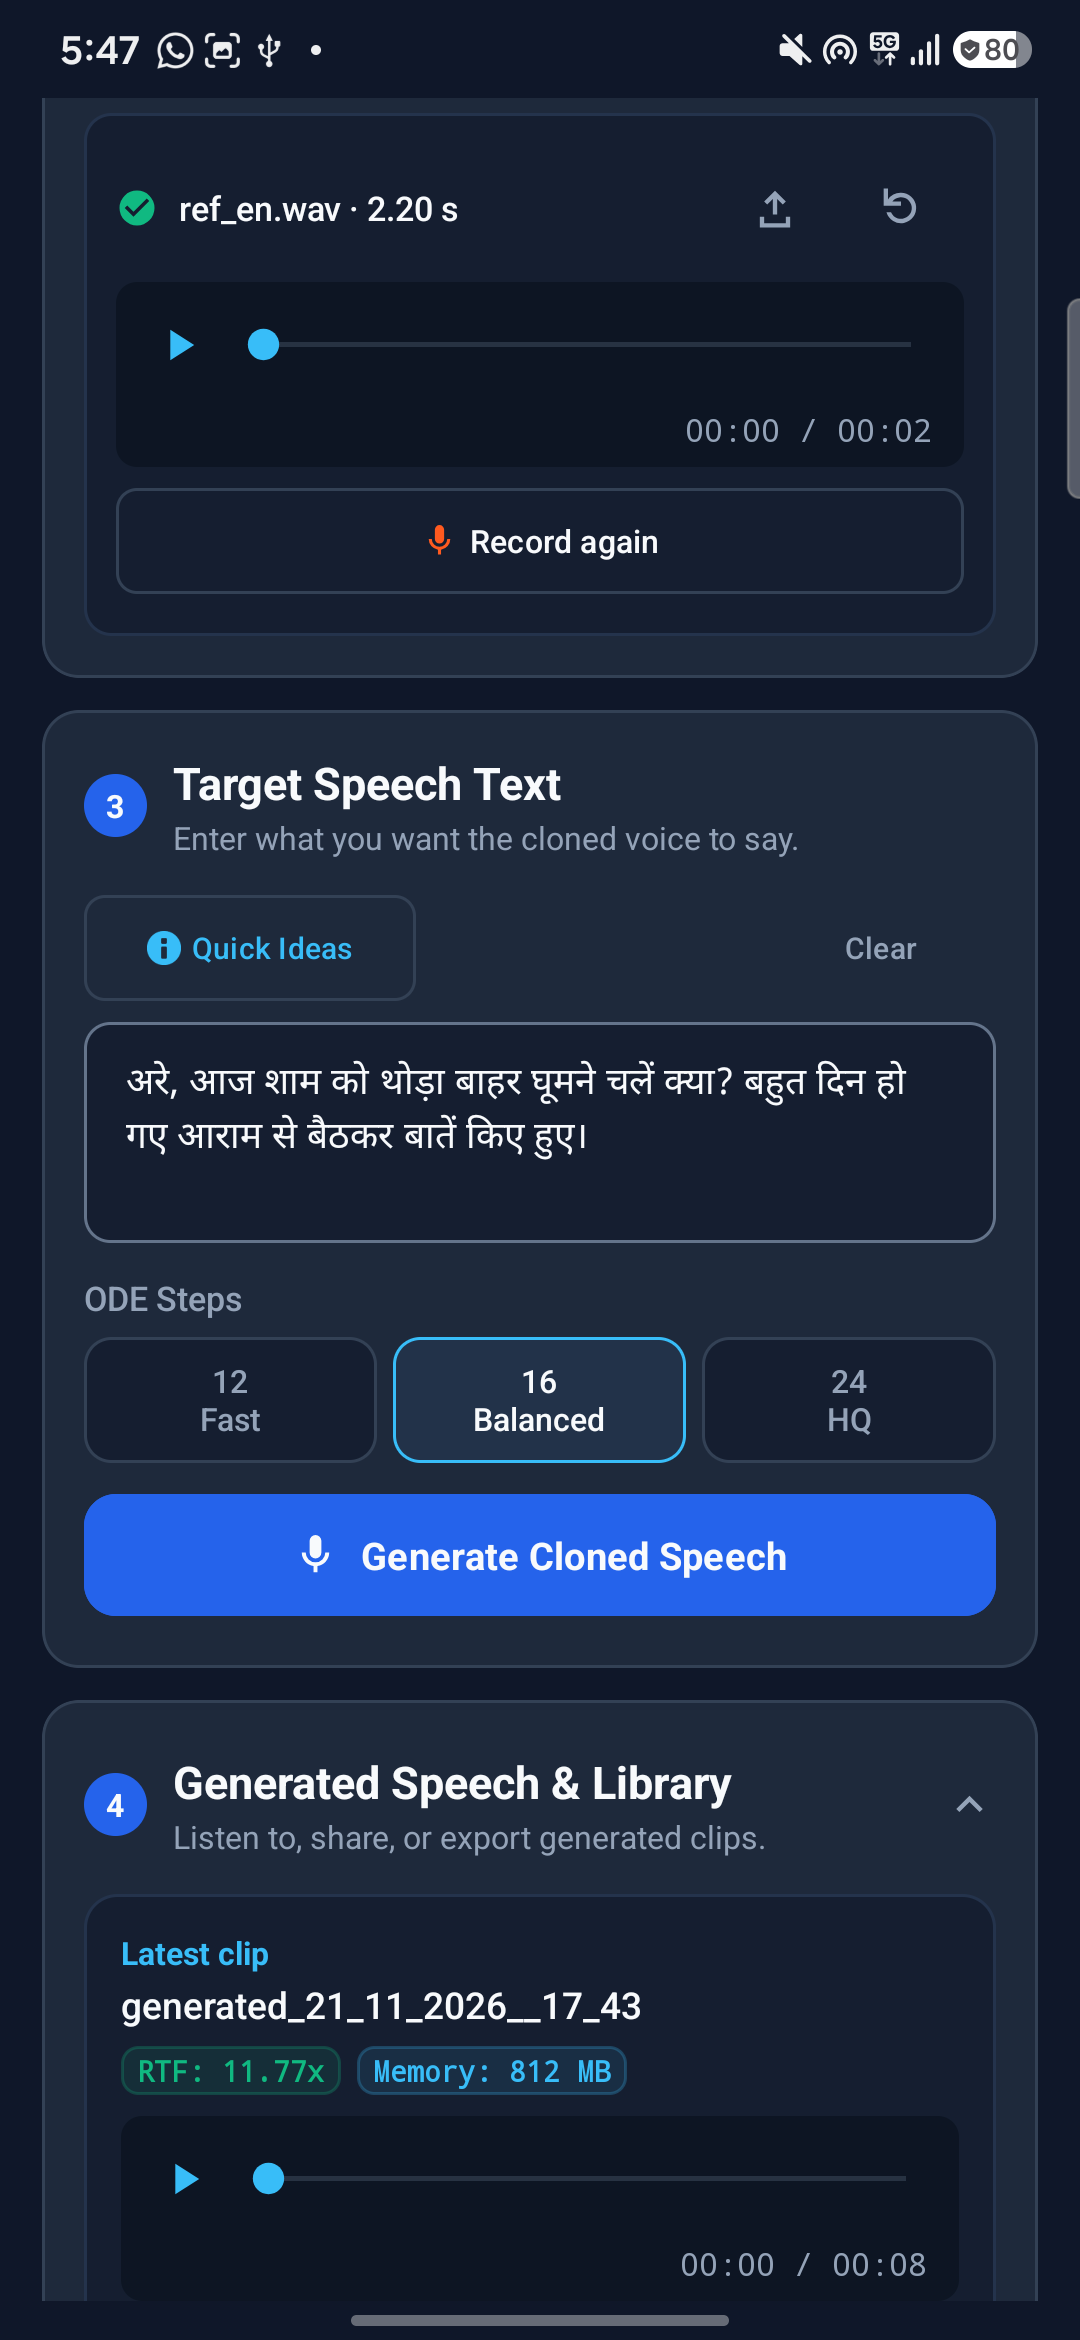 5:47
5G
80
ref_en.wav · 2.20 s
00:00 / 00:02
Record again
3
Target Speech Text
Enter what you want the cloned voice to say.
Quick Ideas
Clear
अरे, आज शाम को थोड़ा बाहर घूमने चलें क्या? बहुत दिन हो
गए आराम से बैठकर बातें किए हुए।
ODE Steps
12
Fast
16
Balanced
24
HQ
Generate Cloned Speech
4
Generated Speech & Library
Listen to, share, or export generated clips.
Latest clip
generated_21_11_2026__17_43
RTF: 11.77x
Memory: 812 MB
00:00 / 00:08